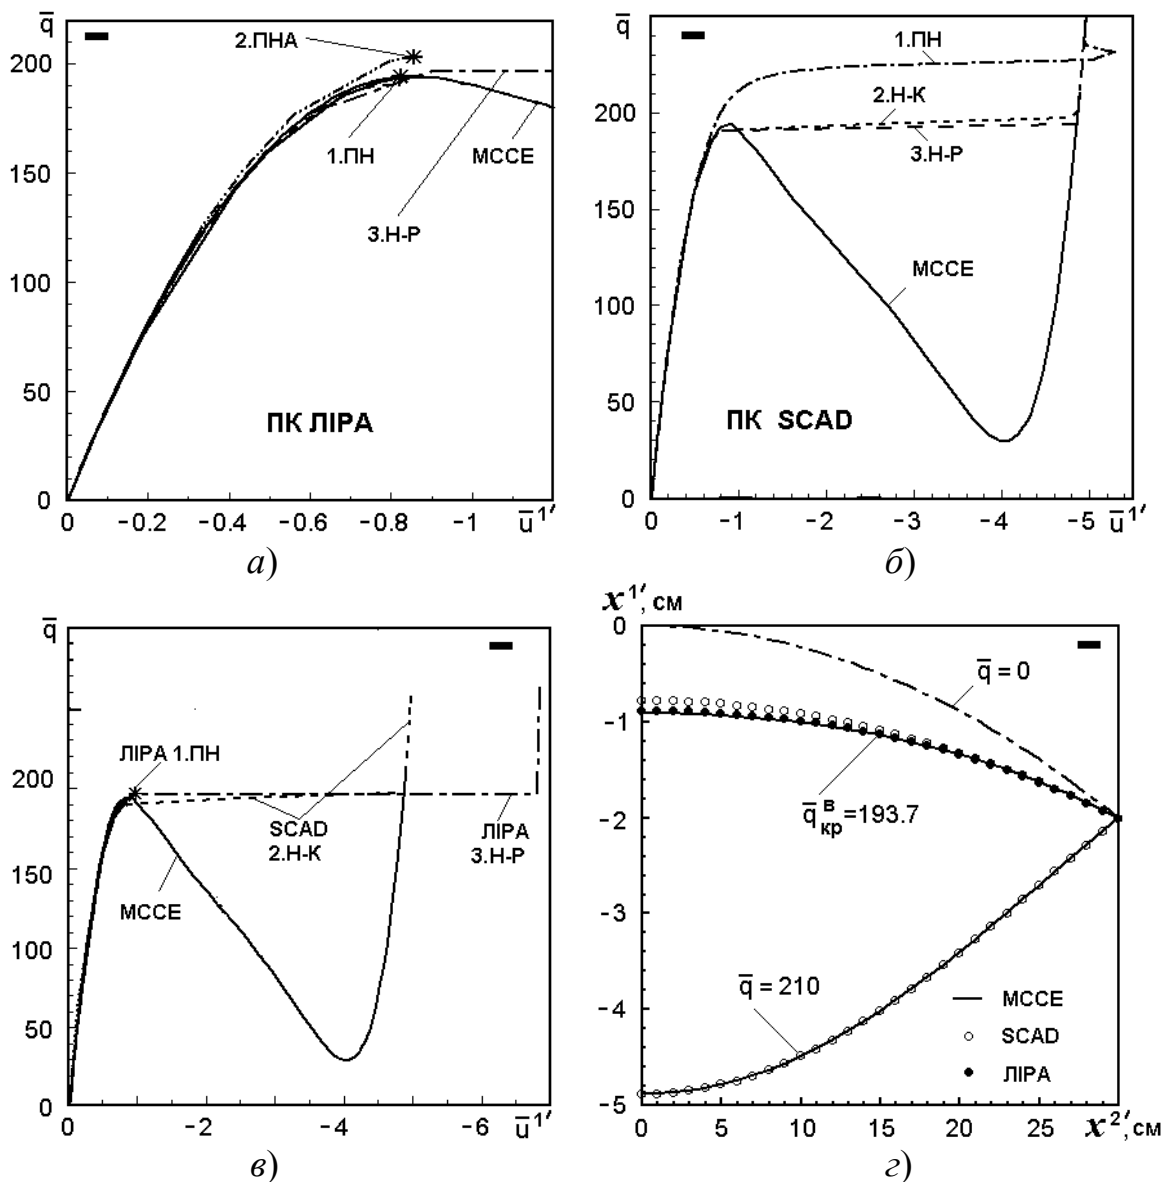 q̅
200
150
100
50
0
2.ПНА
1.ПН
МССЕ
3.Н-Р
ПК ЛІРА
0 -0.2 -0.4 -0.6 -0.8 -1 u̅¹′
а)
q̅
200
150
100
50
0
1.ПН
2.Н-К
3.Н-Р
МССЕ
ПК SCAD
0 -1 -2 -3 -4 -5 u̅¹′
б)
q̅
200
150
100
50
0
ЛІРА 1.ПН
SCAD
2.Н-К
ЛІРА
3.Н-Р
МССЕ
0 -2 -4 -6 u̅¹′
в)
x¹′, см
0
-1
-2
-3
-4
-5
q̅ = 0
q̅ᴮкр=193.7
q̅ = 210
МССЕ
SCAD
ЛІРА
0 5 10 15 20 25 x²′, см
г)